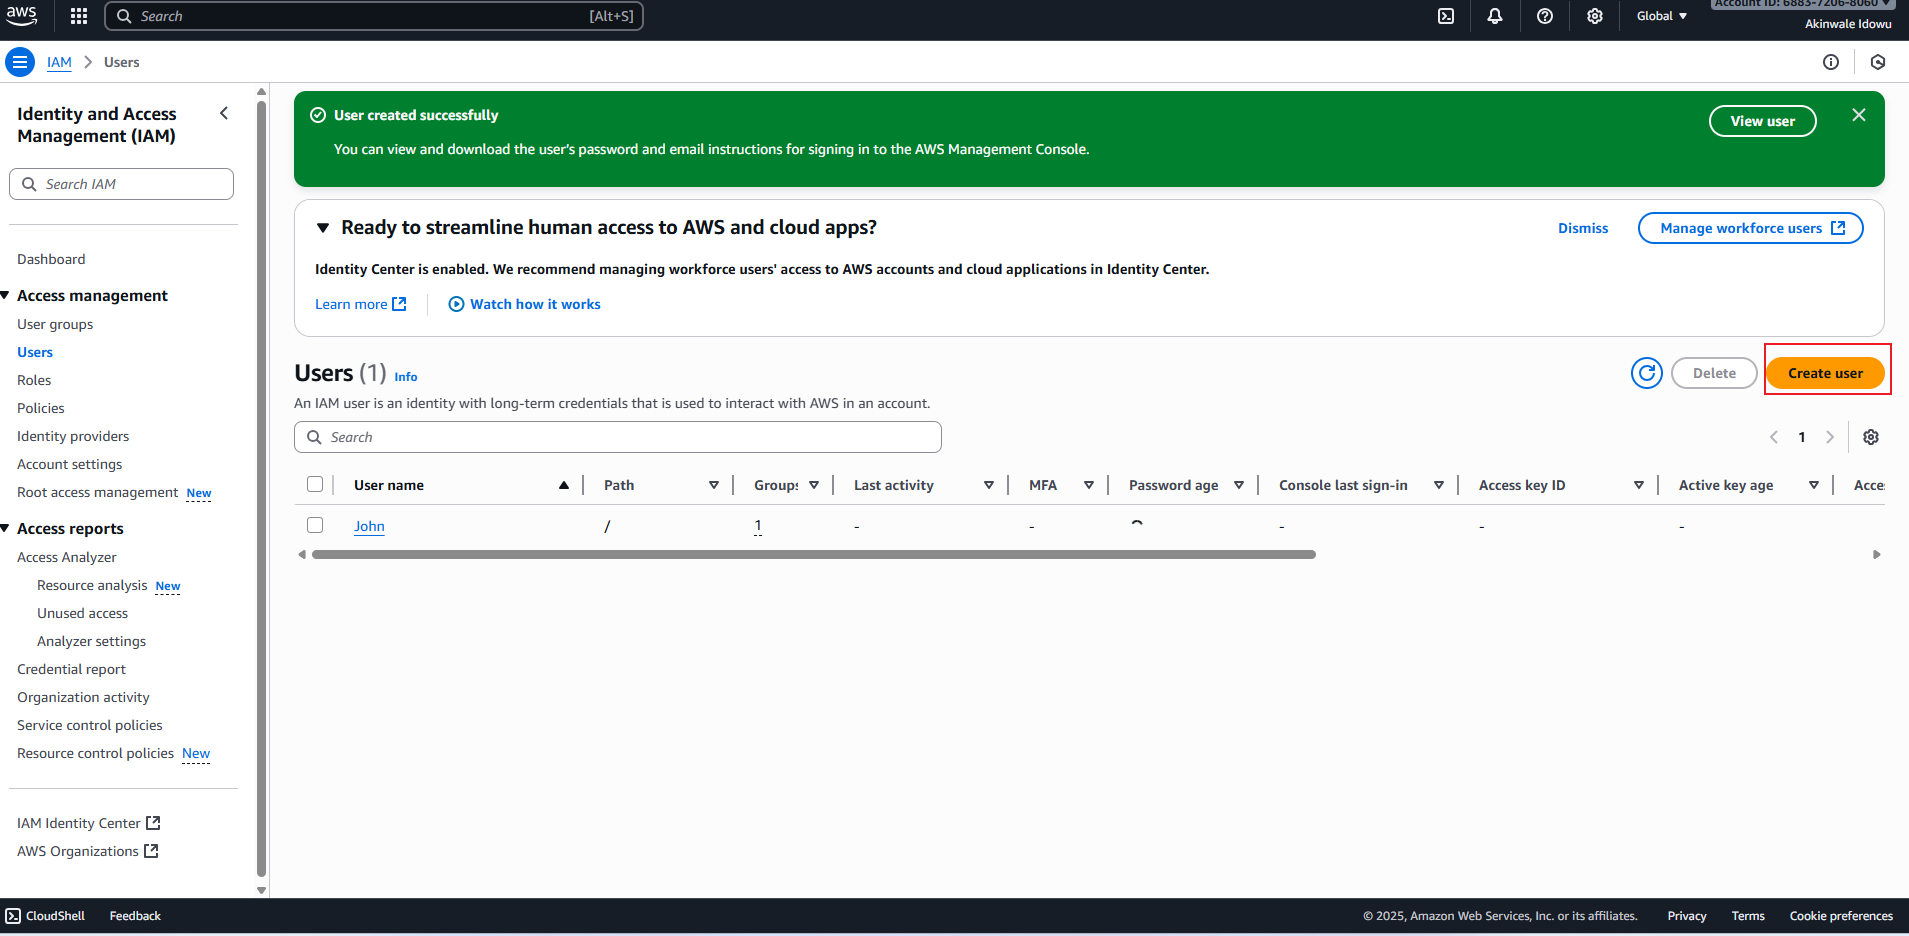 aws
Search
[Alt+S]
Global
Account ID: 6883-7206-8060
Akinwale Idowu
IAM
Users
Identity and Access
Management (IAM)
Search IAM
Dashboard
Access management
User groups
Users
Roles
Policies
Identity providers
Account settings
Root access management New
Access reports
Access Analyzer
Resource analysis New
Unused access
Analyzer settings
Credential report
Organization activity
Service control policies
Resource control policies New
IAM Identity Center
AWS Organizations
User created successfully
You can view and download the user's password and email instructions for signing in to the AWS Management Console.
View user
Ready to streamline human access to AWS and cloud apps?
Dismiss
Manage workforce users
Identity Center is enabled. We recommend managing workforce users' access to AWS accounts and cloud applications in Identity Center.
Learn more
Watch how it works
Users (1) Info
Delete
Create user
An IAM user is an identity with long-term credentials that is used to interact with AWS in an account.
Search
1
User name Path Groups Last activity MFA Password age Console last sign-in Access key ID Active key age Acce
John / 1 - - - - -
CloudShell
Feedback
© 2025, Amazon Web Services, Inc. or its affiliates.
Privacy
Terms
Cookie preferences